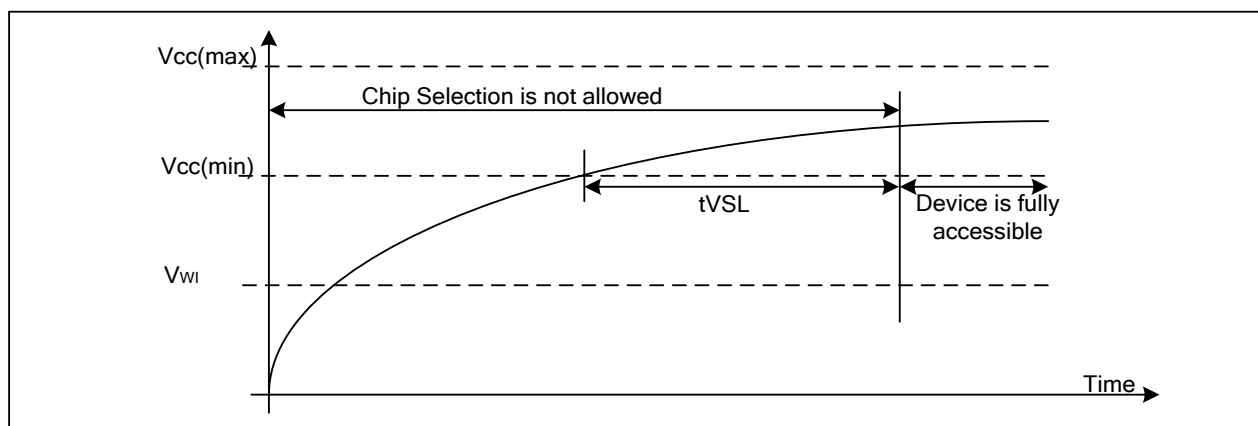 Vcc(max)
Chip Selection is not allowed
Vcc(min)
tVSL
Device is fully
accessible
VWI
Time